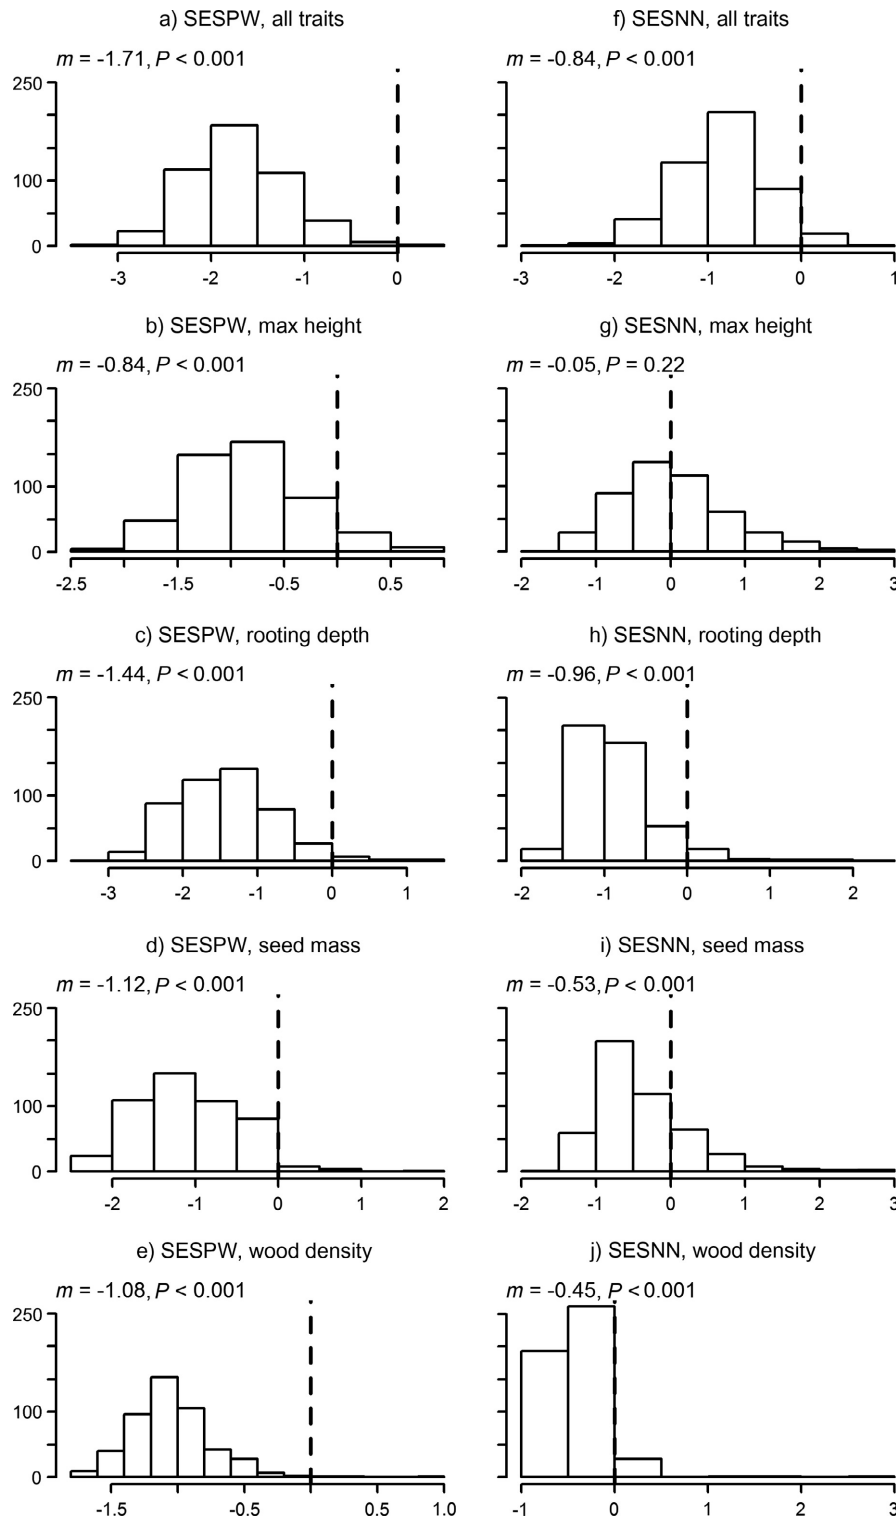 a) SESPW, all traits
m = -1.71, P < 0.001
250
100
0
-3 -2 -1 0
f) SESNN, all traits
m = -0.84, P < 0.001
-3 -2 -1 0 1
b) SESPW, max height
m = -0.84, P < 0.001
250
100
0
-2.5 -1.5 -0.5 0.5
g) SESNN, max height
m = -0.05, P = 0.22
-2 -1 0 1 2 3
c) SESPW, rooting depth
m = -1.44, P < 0.001
250
100
0
-3 -2 -1 0 1
h) SESNN, rooting depth
m = -0.96, P < 0.001
-2 -1 0 1 2
d) SESPW, seed mass
m = -1.12, P < 0.001
250
100
0
-2 -1 0 1 2
i) SESNN, seed mass
m = -0.53, P < 0.001
-2 -1 0 1 2 3
e) SESPW, wood density
m = -1.08, P < 0.001
250
100
0
-1.5 -0.5 0.5 1.0
j) SESNN, wood density
m = -0.45, P < 0.001
-1 0 1 2 3